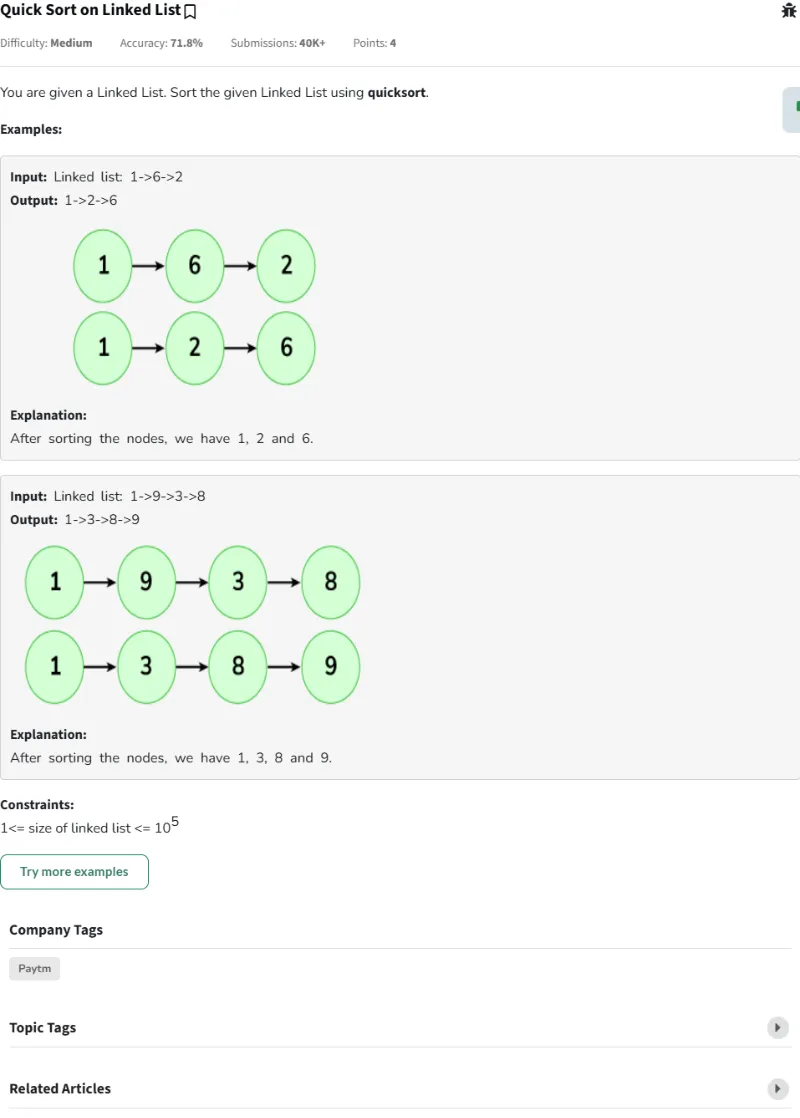 Quick Sort on Linked List
Difficulty: Medium Accuracy: 71.8% Submissions: 40K+ Points: 4
You are given a Linked List. Sort the given Linked List using quicksort.
Examples:
Input: Linked list: 1->6->2
Output: 1->2->6
1 6 2
1 2 6
Explanation:
After sorting the nodes, we have 1, 2 and 6.
Input: Linked list: 1->9->3->8
Output: 1->3->8->9
1 9 3 8
1 3 8 9
Explanation:
After sorting the nodes, we have 1, 3, 8 and 9.
Constraints:
1<= size of linked list <= 10^5
Try more examples
Company Tags
Paytm
Topic Tags
Related Articles